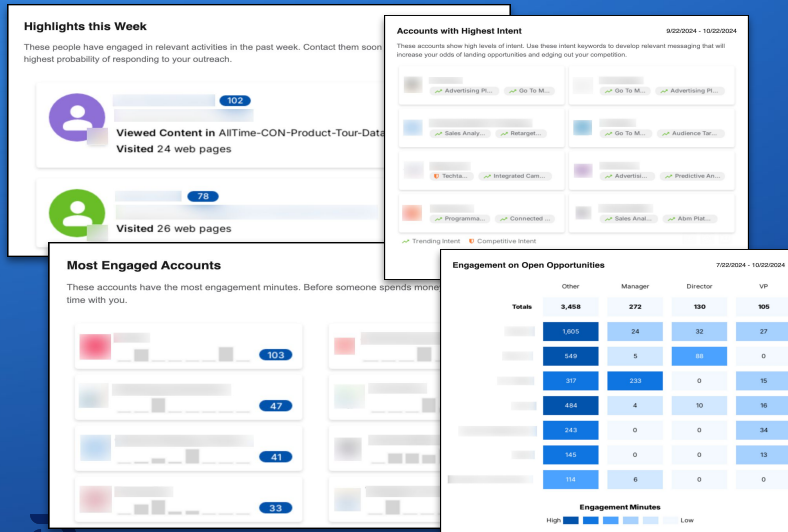 Highlights this Week
These people have engaged in relevant activities in the past week. Contact them soon
highest probability of responding to your outreach.
102
Viewed Content in AllTime-CON-Product-Tour-Data
Visited 24 web pages
78
Visited 26 web pages
Accounts with Highest Intent
9/22/2024 - 10/22/2024
These accounts show high levels of intent. Use these intent keywords to develop relevant messaging that will
increase your odds of landing opportunities and edging out your competition.
Advertising Pl... Go To M...
Go To M... Advertising Pl...
Sales Analy... Retarget...
Go To M... Audience Tar...
Techta... Integrated Cam...
Advertisi... Predictive An...
Programma... Connected ...
Sales Anal... Abm Plat...
Trending Intent Competitive Intent
Most Engaged Accounts
These accounts have the most engagement minutes. Before someone spends mone
time with you.
103
47
41
33
Engagement on Open Opportunities
7/22/2024 - 10/22/2024
Other Manager Director VP
Totals 3,458 272 130 105
1,605 24 32 27
549 5 88 0
317 233 0 15
484 4 10 16
243 0 0 34
145 0 0 13
114 6 0 0
Engagement Minutes
High Low